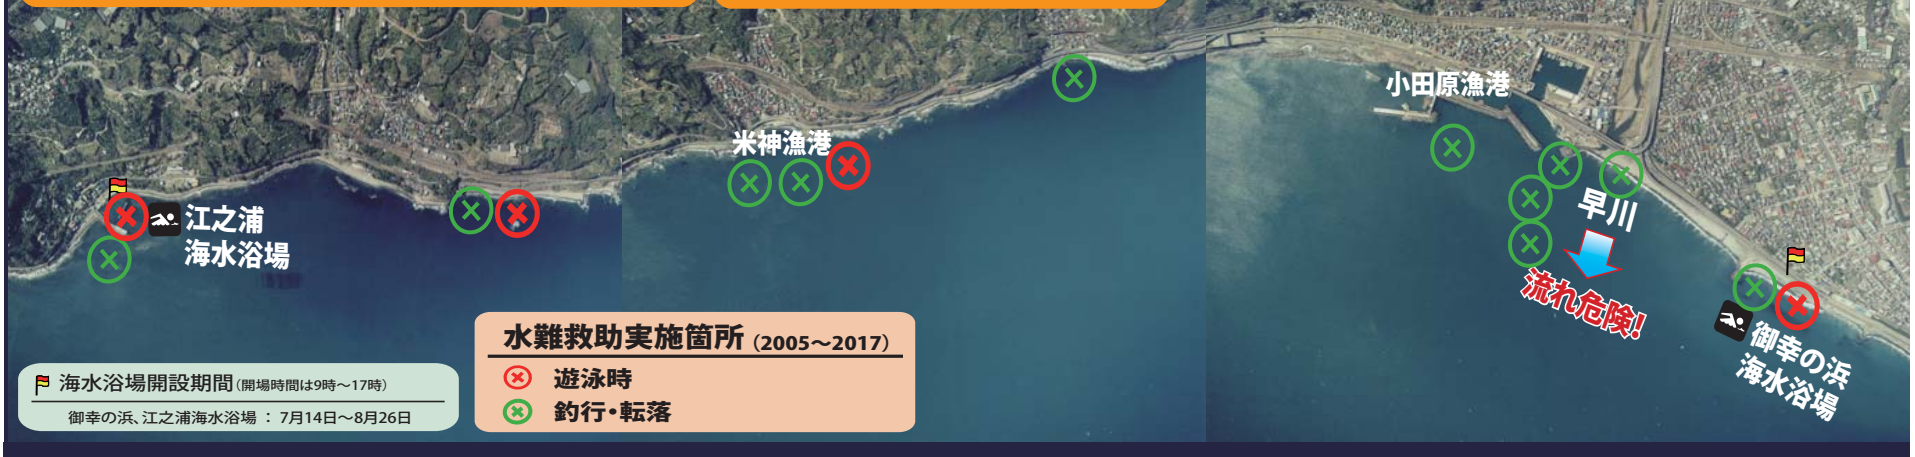 米神漁港
小田原漁港
江之浦
海水浴場
早川
流れ危険!
御幸の浜
海水浴場
水難救助実施箇所(2005〜2017)
遊泳時
釣行・転落
海水浴場開設期間(開場時間は9時〜17時)
御幸の浜、江之浦海水浴場 : 7月14日〜8月26日